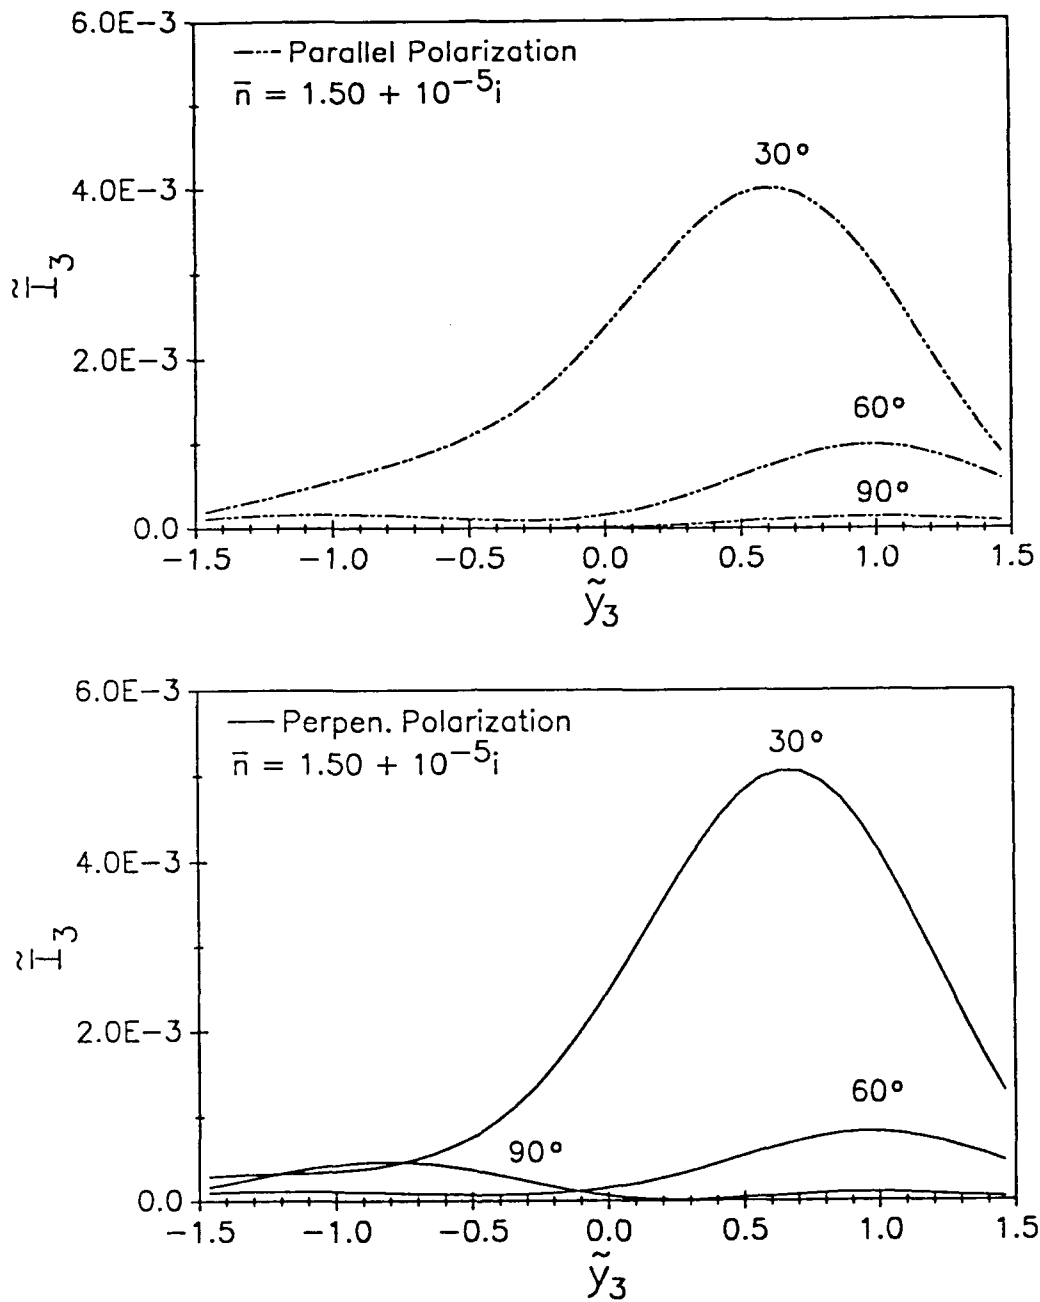 6.0E−3
Parallel Polarization
n̄ = 1.50 + 10⁻⁵i
30°
4.0E−3
Ĩ₃
2.0E−3
60°
90°
0.0
−1.5 −1.0 −0.5 0.0 0.5 1.0 1.5
ỹ₃
6.0E−3
Perpen. Polarization
n̄ = 1.50 + 10⁻⁵i
30°
4.0E−3
Ĩ₃
2.0E−3
60°
90°
0.0
−1.5 −1.0 −0.5 0.0 0.5 1.0 1.5
ỹ₃